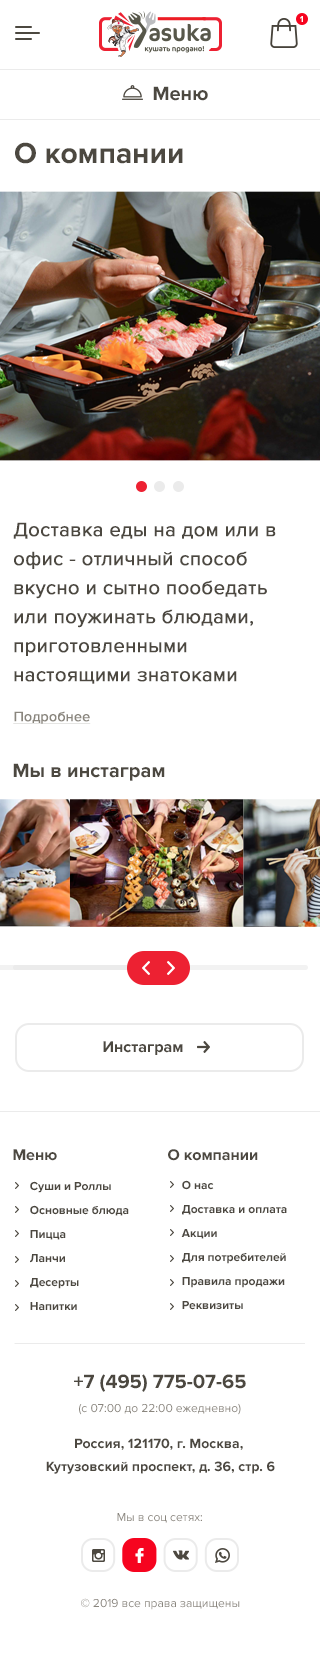 Yasuka
кушать продано!
1
Меню
О компании
Доставка еды на дом или в
офис - отличный способ
вкусно и сытно пообедать
или поужинать блюдами,
приготовленными
настоящими знатоками
Подробнее
Мы в инстаграм
Инстаграм
Меню
Суши и Роллы
Основные блюда
Пицца
Ланчи
Десерты
Напитки
О компании
О нас
Доставка и оплата
Акции
Для потребителей
Правила продажи
Реквизиты
+7 (495) 775-07-65
(с 07:00 до 22:00 ежедневно)
Россия, 121170, г. Москва,
Кутузовский проспект, д. 36, стр. 6
Мы в соц сетях:
© 2019 все права защищены